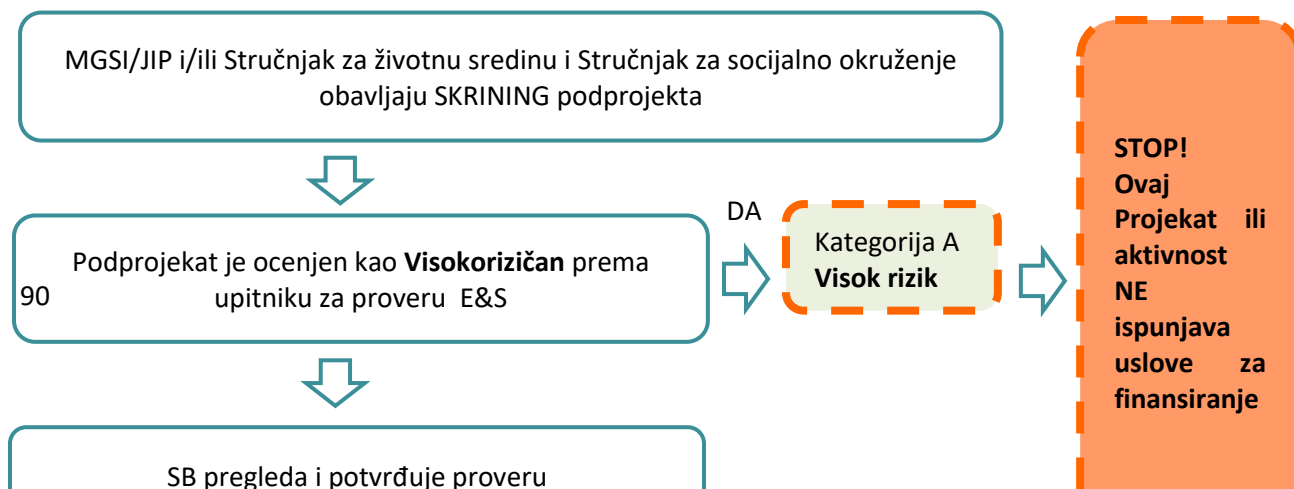 MGSI/JIP i/ili Stručnjak za životnu sredinu i Stručnjak za socijalno okruženje
obavljaju SKRINING podprojekta
DA
Podprojekat je ocenjen kao Visokorizičan prema
upitniku za proveru E&S
90
Kategorija A
Visok rizik
STOP!
Ovaj
Projekat ili
aktivnost
NE
ispunjava
uslove za
finansiranje
SB pregleda i potvrđuje proveru